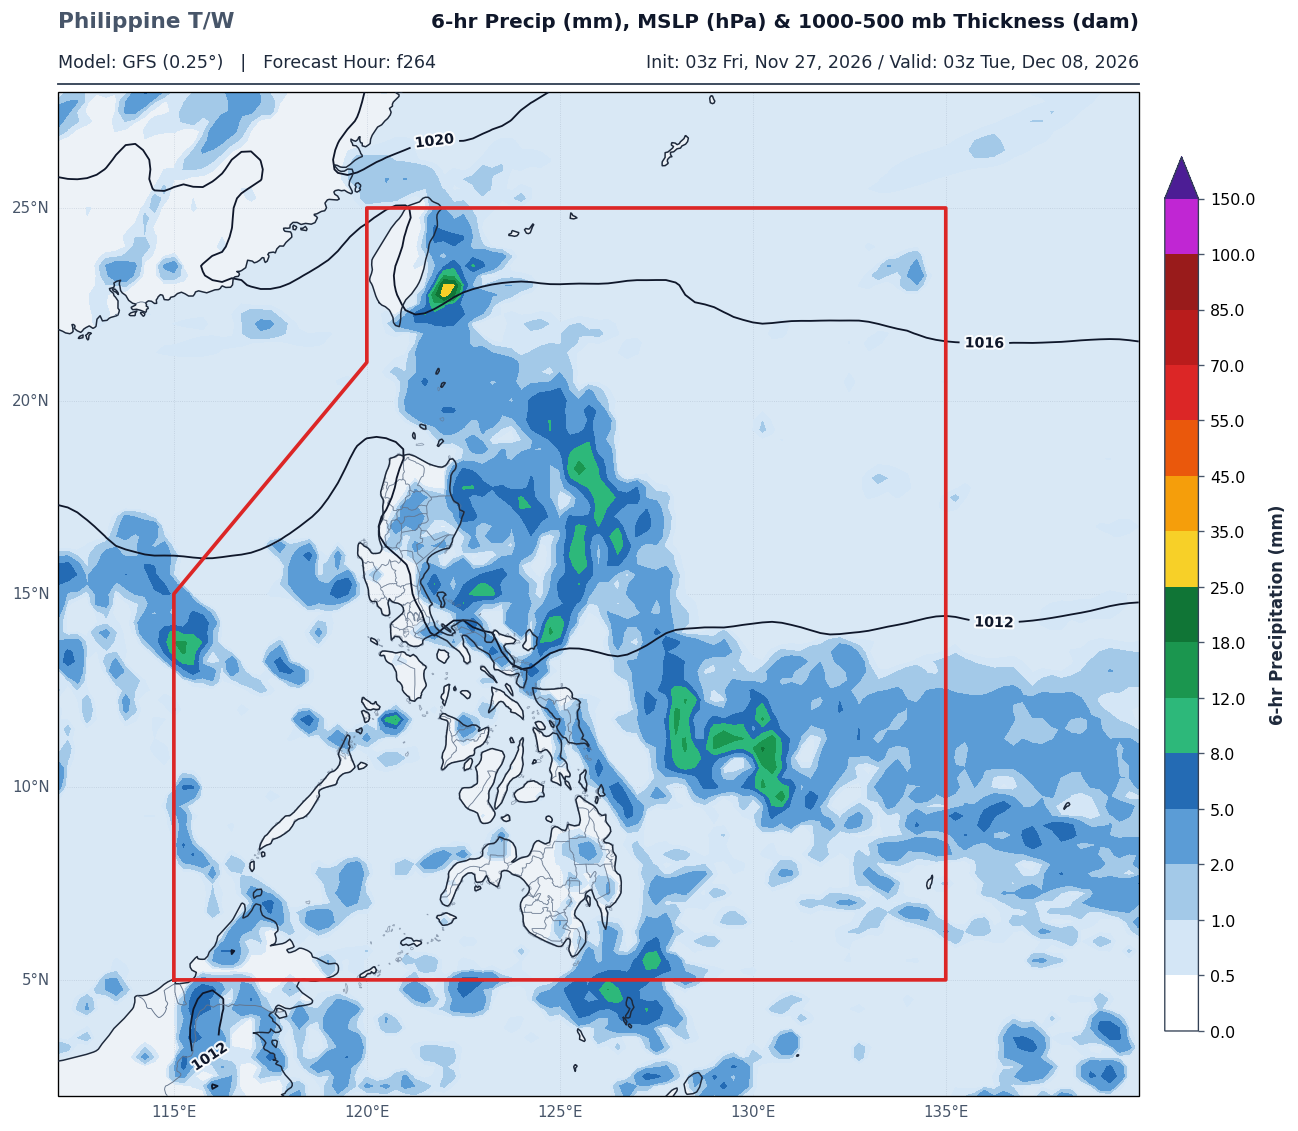 Philippine T/W
6-hr Precip (mm), MSLP (hPa) & 1000-500 mb Thickness (dam)
Model: GFS (0.25°) | Forecast Hour: f264
Init: 03z Fri, Nov 27, 2026 / Valid: 03z Tue, Dec 08, 2026
1020
1016
1012
1012
25°N
20°N
15°N
10°N
5°N
115°E
120°E
125°E
130°E
135°E
150.0
100.0
85.0
70.0
55.0
45.0
35.0
25.0
18.0
12.0
8.0
5.0
2.0
1.0
0.5
0.0
6-hr Precipitation (mm)